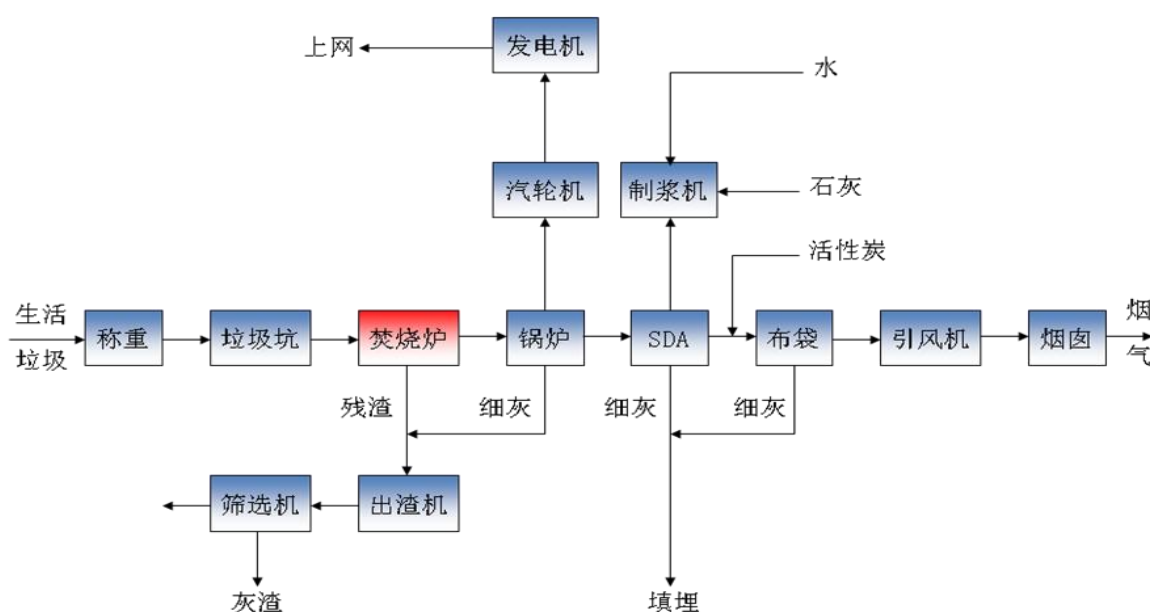 上网
发电机
水
汽轮机
制浆机
石灰
活性炭
生活
垃圾
称重
垃圾坑
焚烧炉
锅炉
SDA
布袋
引风机
烟囱
烟
气
残渣
细灰
细灰
细灰
筛选机
出渣机
灰渣
填埋